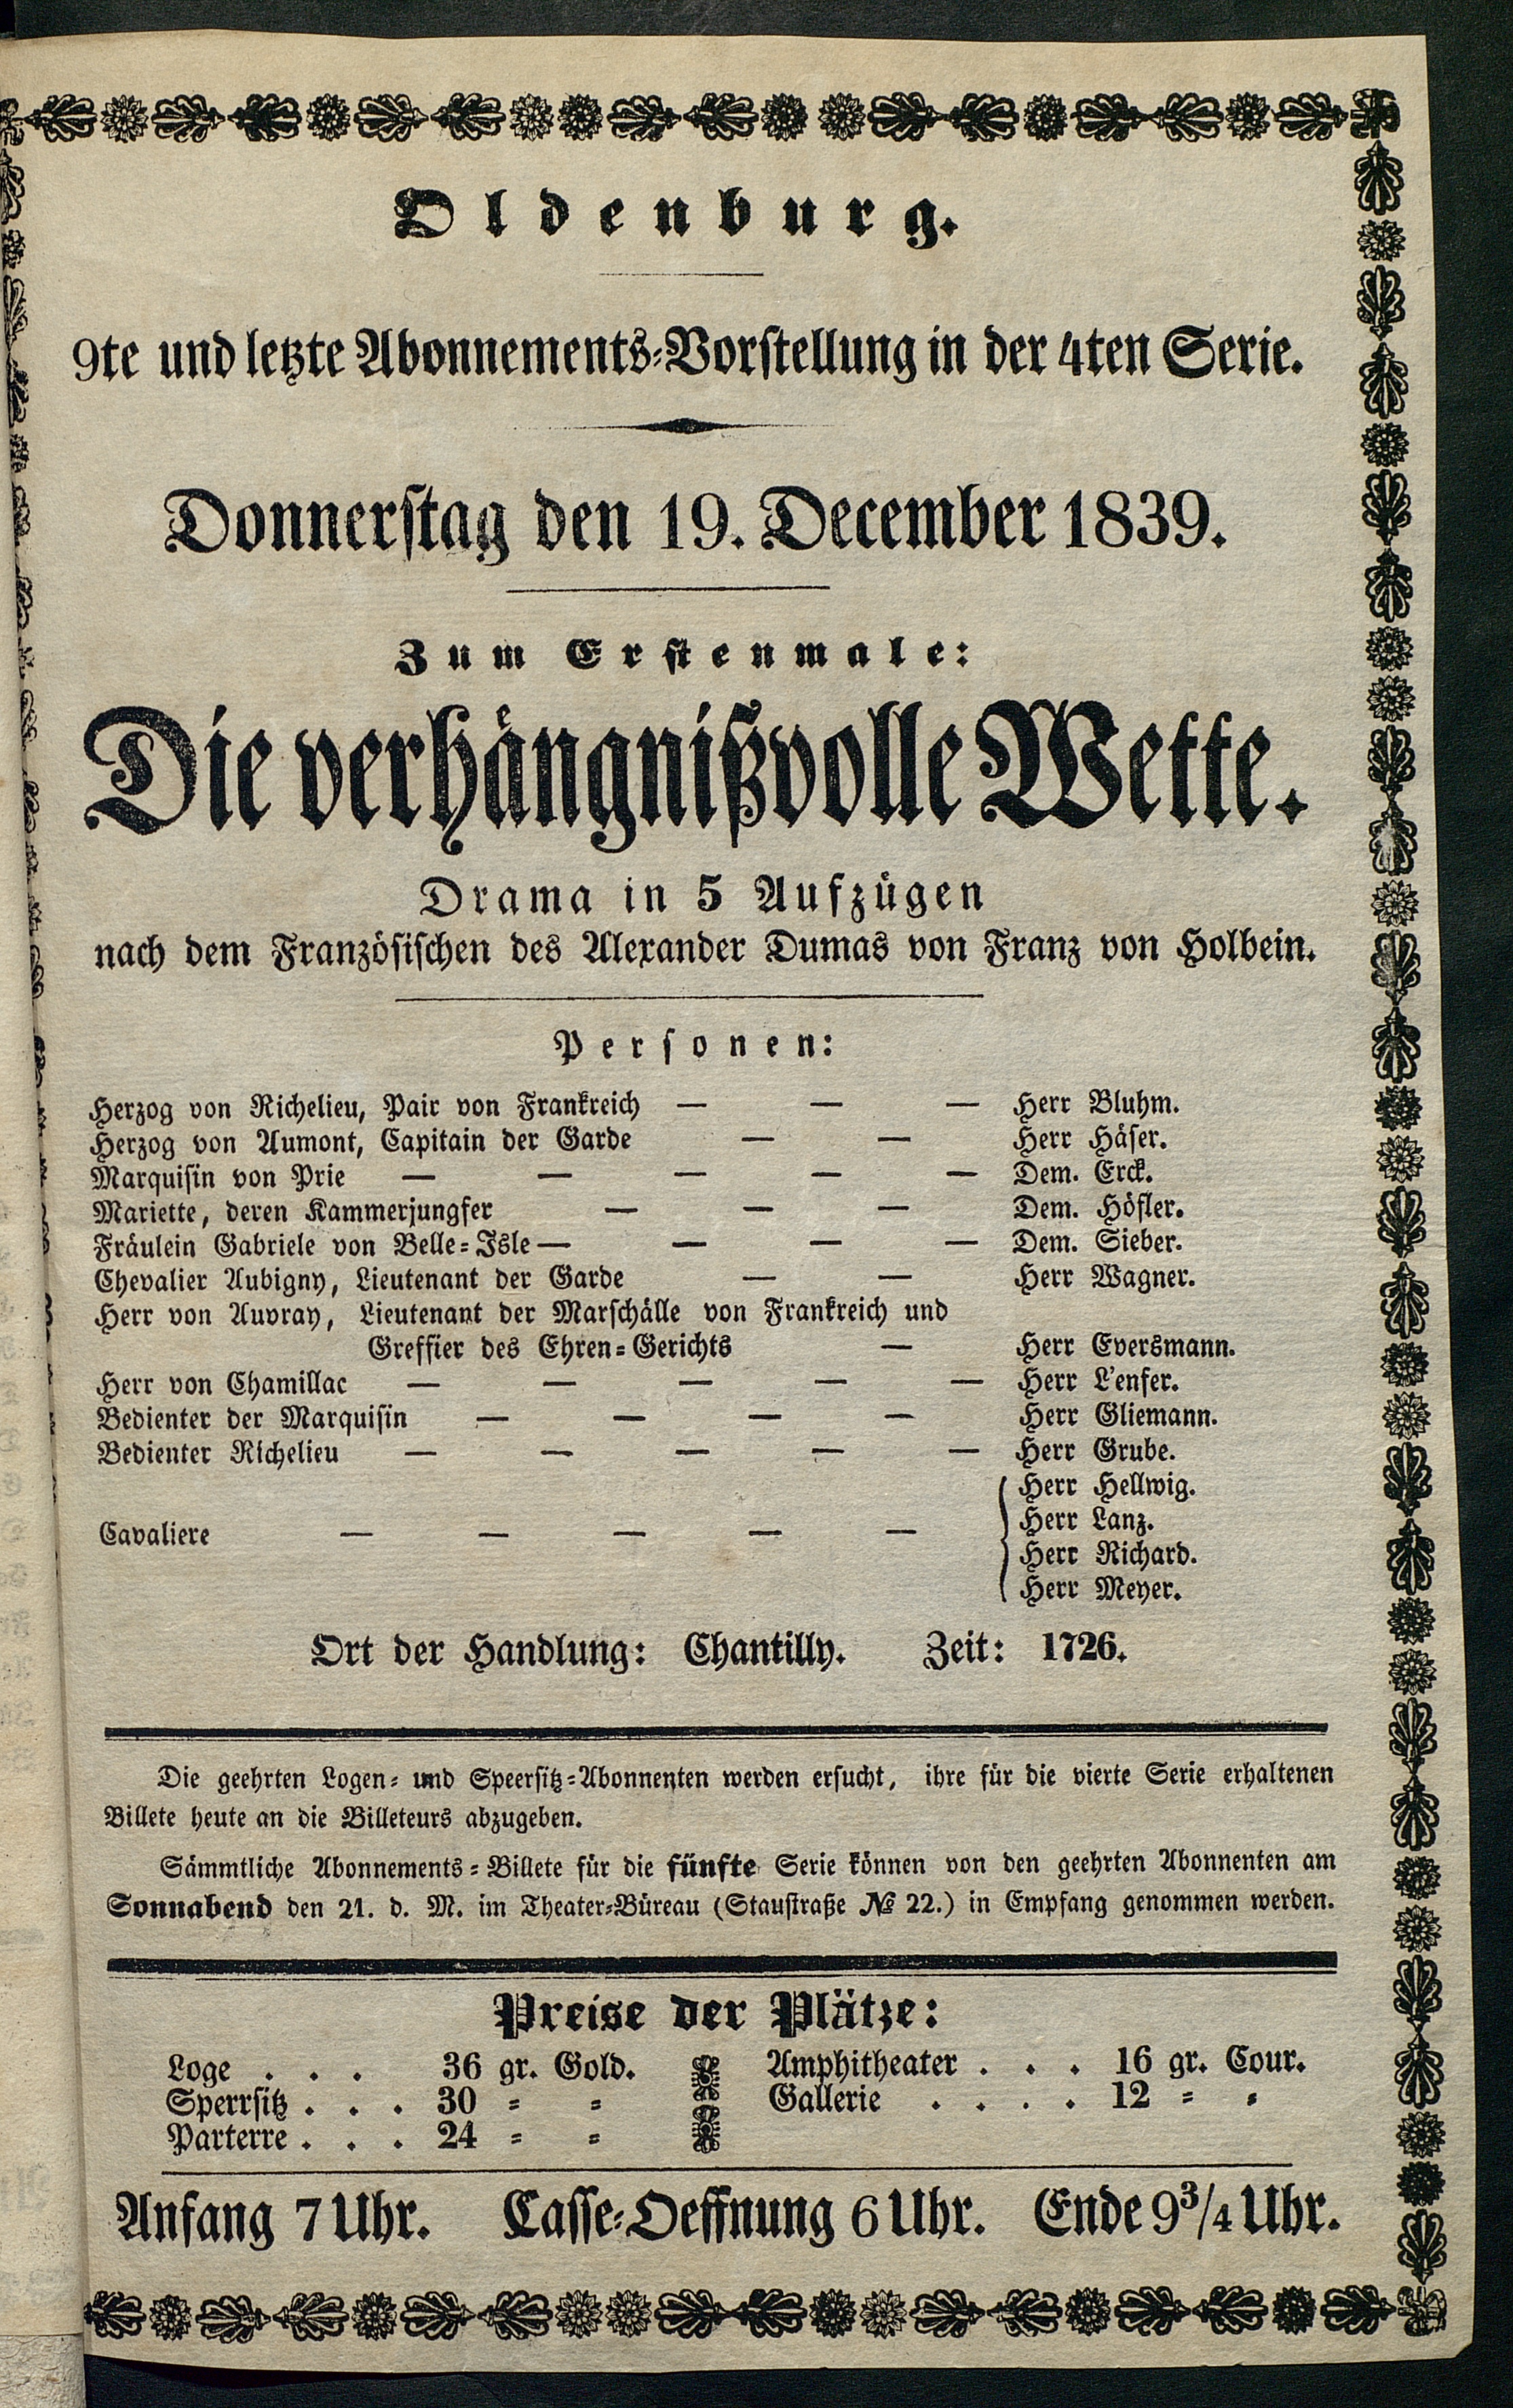 Oldenburg.
9te und letzte Abonnements-Vorstellung in der 4ten Serie.
Donnerstag den 19. December 1839.
Zum Erstenmale:
Die verhängnißvolle Wette.
Drama in 5 Aufzügen
nach dem Französischen des Alexander Dumas von Franz von Holbein.
Personen:
Herzog von Richelieu, Pair von Frankreich — — — Herr Bluhm.
Herzog von Aumont, Capitain der Garde — — Herr Häser.
Marquisin von Prie — — — — — Dem. Erck.
Mariette, deren Kammerjungfer — — — Dem. Höfler.
Fräulein Gabriele von Belle-Isle — — — — Dem. Sieber.
Chevalier Aubigny, Lieutenant der Garde — — Herr Wagner.
Herr von Auvray, Lieutenant der Marschälle von Frankreich und
Greffier des Ehren-Gerichts — Herr Eversmann.
Herr von Chamillac — — — — — Herr L'enfer.
Bedienter der Marquisin — — — — Herr Gliemann.
Bedienter Richelieu — — — — — Herr Grube.
Herr Hellwig.
Cavaliere — — — — — Herr Lanz.
Herr Richard.
Herr Meyer.
Ort der Handlung: Chantilly. Zeit: 1726.
Die geehrten Logen- und Speersitz-Abonnenten werden ersucht, ihre für die vierte Serie erhaltenen
Billete heute an die Billeteurs abzugeben.
Sämmtliche Abonnements-Billete für die fünfte Serie können von den geehrten Abonnenten am
Sonnabend den 21. d. M. im Theater-Büreau (Staustraße № 22.) in Empfang genommen werden.
Preise der Plätze:
Loge . . . 36 gr. Gold. Amphitheater . . . 16 gr. Cour.
Sperrsitz . . . 30 = = Gallerie . . . . 12 = =
Parterre . . . 24 = =
Anfang 7 Uhr. Casse-Oeffnung 6 Uhr. Ende 9¾ Uhr.